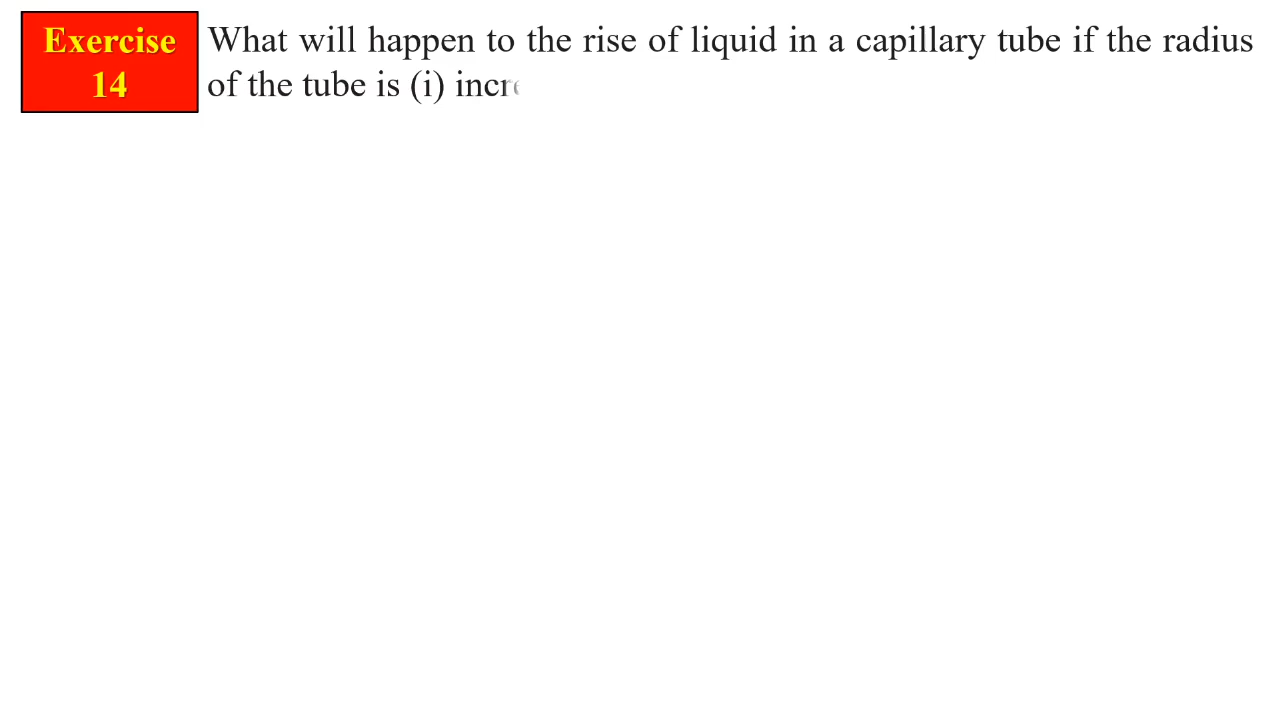 Exercise
14
What will happen to the rise of liquid in a capillary tube if the radius
of the tube is (i) incre